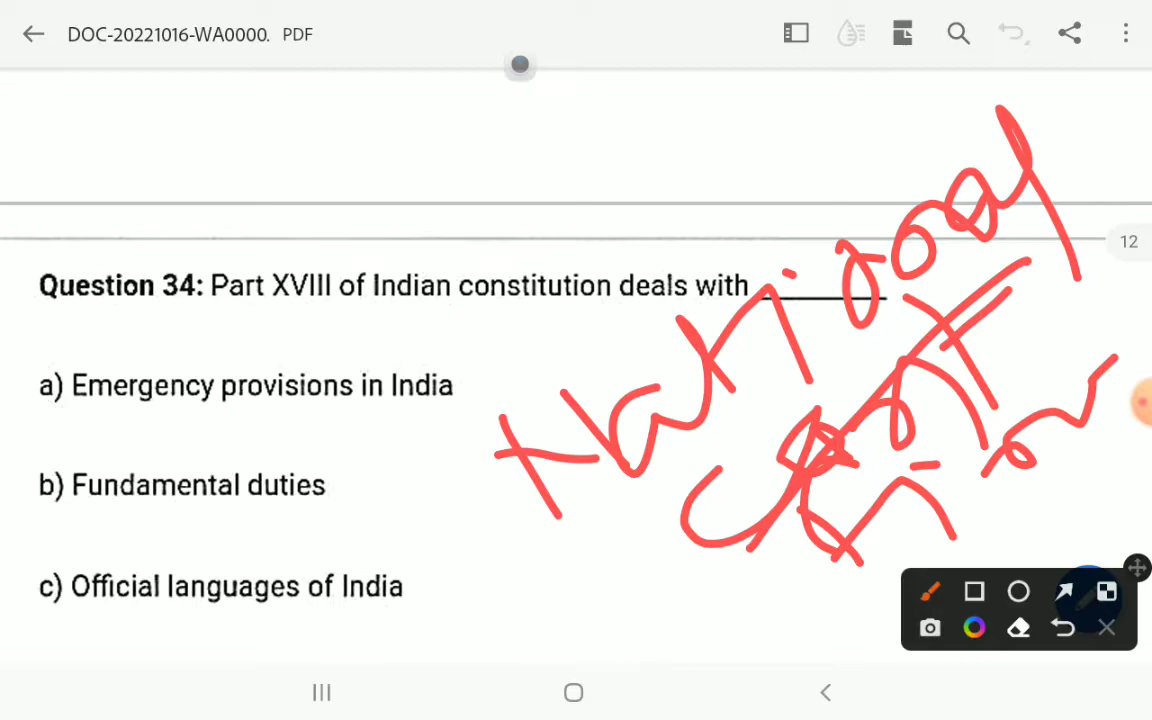 DOC-20221016-WA0000. PDF
12
Question 34: Part XVIII of Indian constitution deals with ________
a) Emergency provisions in India
b) Fundamental duties
c) Official languages of India